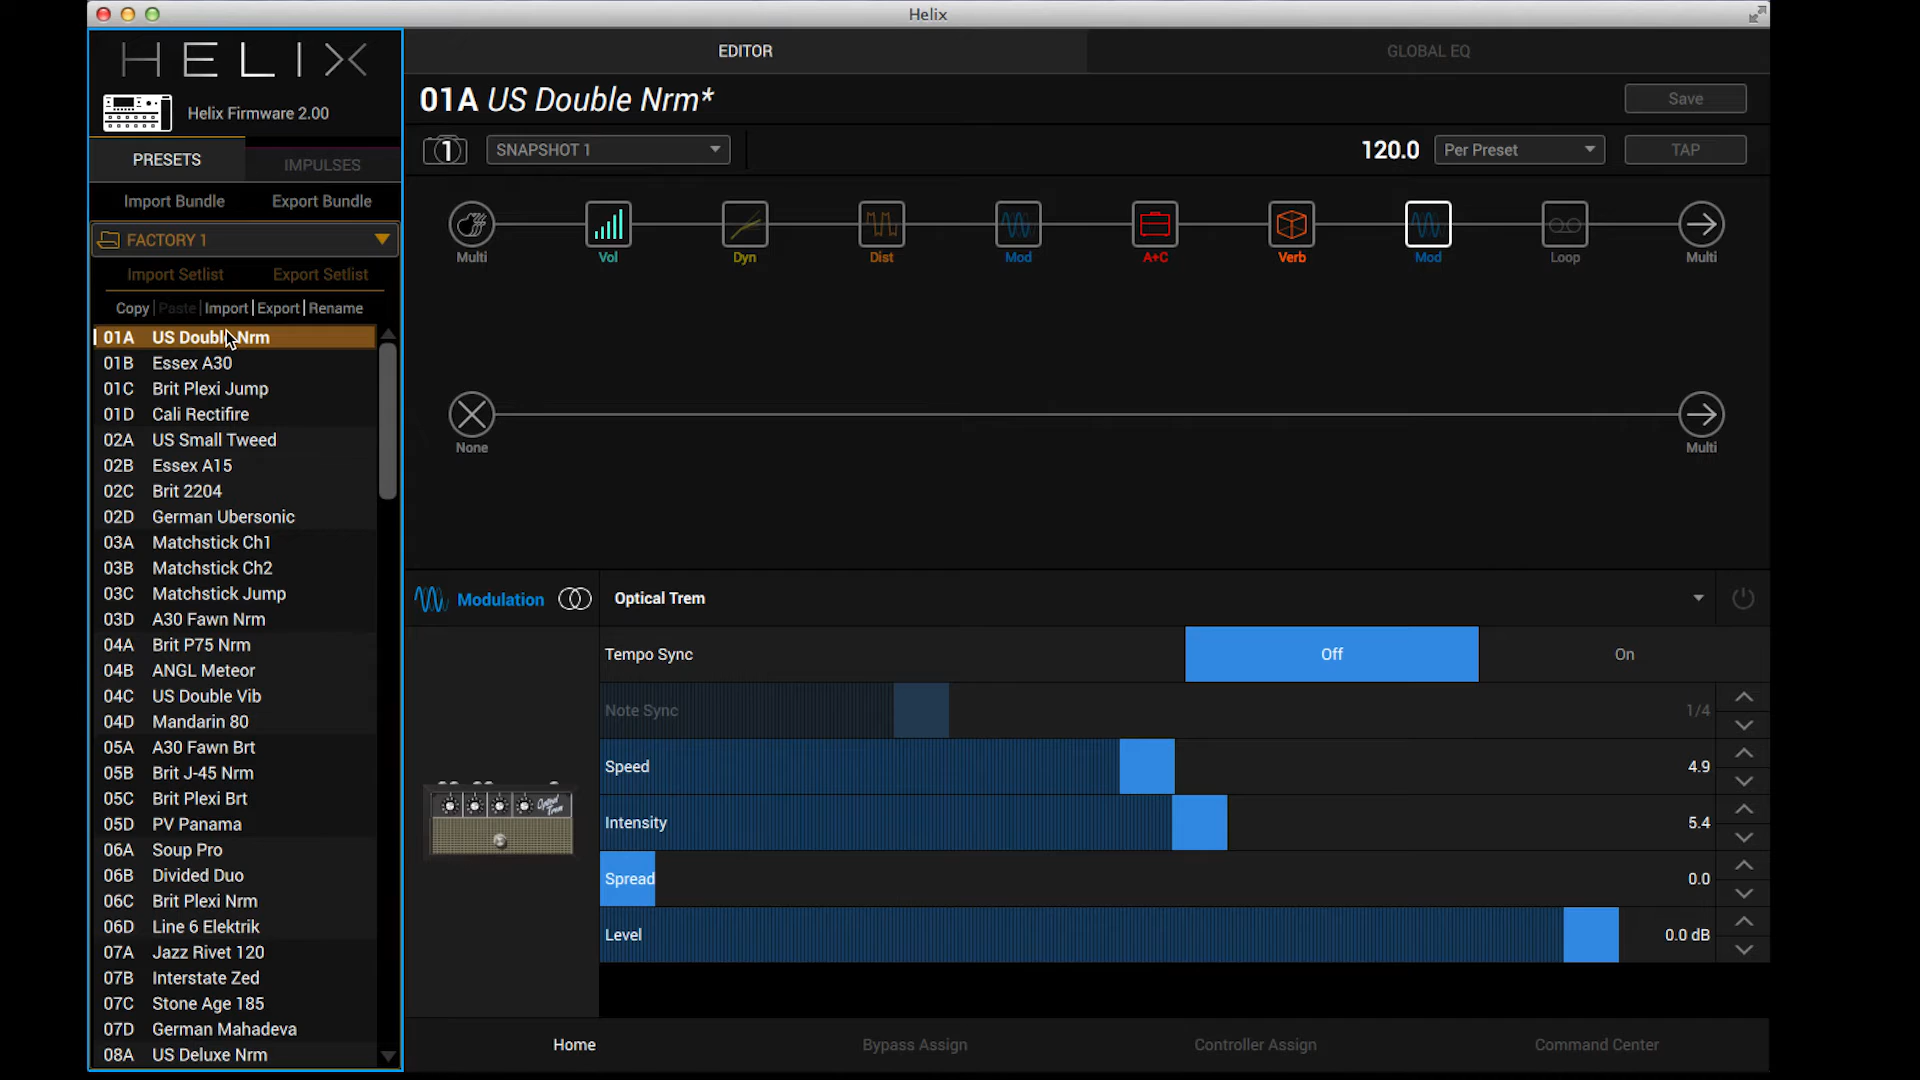 Helix
HELIX
Helix Firmware 2.00
PRESETS
IMPULSES
Import Bundle
Export Bundle
FACTORY 1
Import Setlist
Export Setlist
Copy | Paste | Import | Export | Rename
01A US Double Nrm
01B Essex A30
01C Brit Plexi Jump
01D Cali Rectifire
02A US Small Tweed
02B Essex A15
02C Brit 2204
02D German Ubersonic
03A Matchstick Ch1
03B Matchstick Ch2
03C Matchstick Jump
03D A30 Fawn Nrm
04A Brit P75 Nrm
04B ANGL Meteor
04C US Double Vib
04D Mandarin 80
05A A30 Fawn Brt
05B Brit J-45 Nrm
05C Brit Plexi Brt
05D PV Panama
06A Soup Pro
06B Divided Duo
06C Brit Plexi Nrm
06D Line 6 Elektrik
07A Jazz Rivet 120
07B Interstate Zed
07C Stone Age 185
07D German Mahadeva
08A US Deluxe Nrm
EDITOR
GLOBAL EQ
01A US Double Nrm*
Save
1
SNAPSHOT 1
120.0
Per Preset
TAP
Multi
Vol
Dyn
Dist
Mod
A+C
Verb
Mod
Loop
Multi
None
Multi
Modulation
Optical Trem
Tempo Sync
Off
On
Note Sync
1/4
Speed
4.9
Intensity
5.4
Spread
0.0
Level
0.0 dB
Optical Trem
Home
Bypass Assign
Controller Assign
Command Center